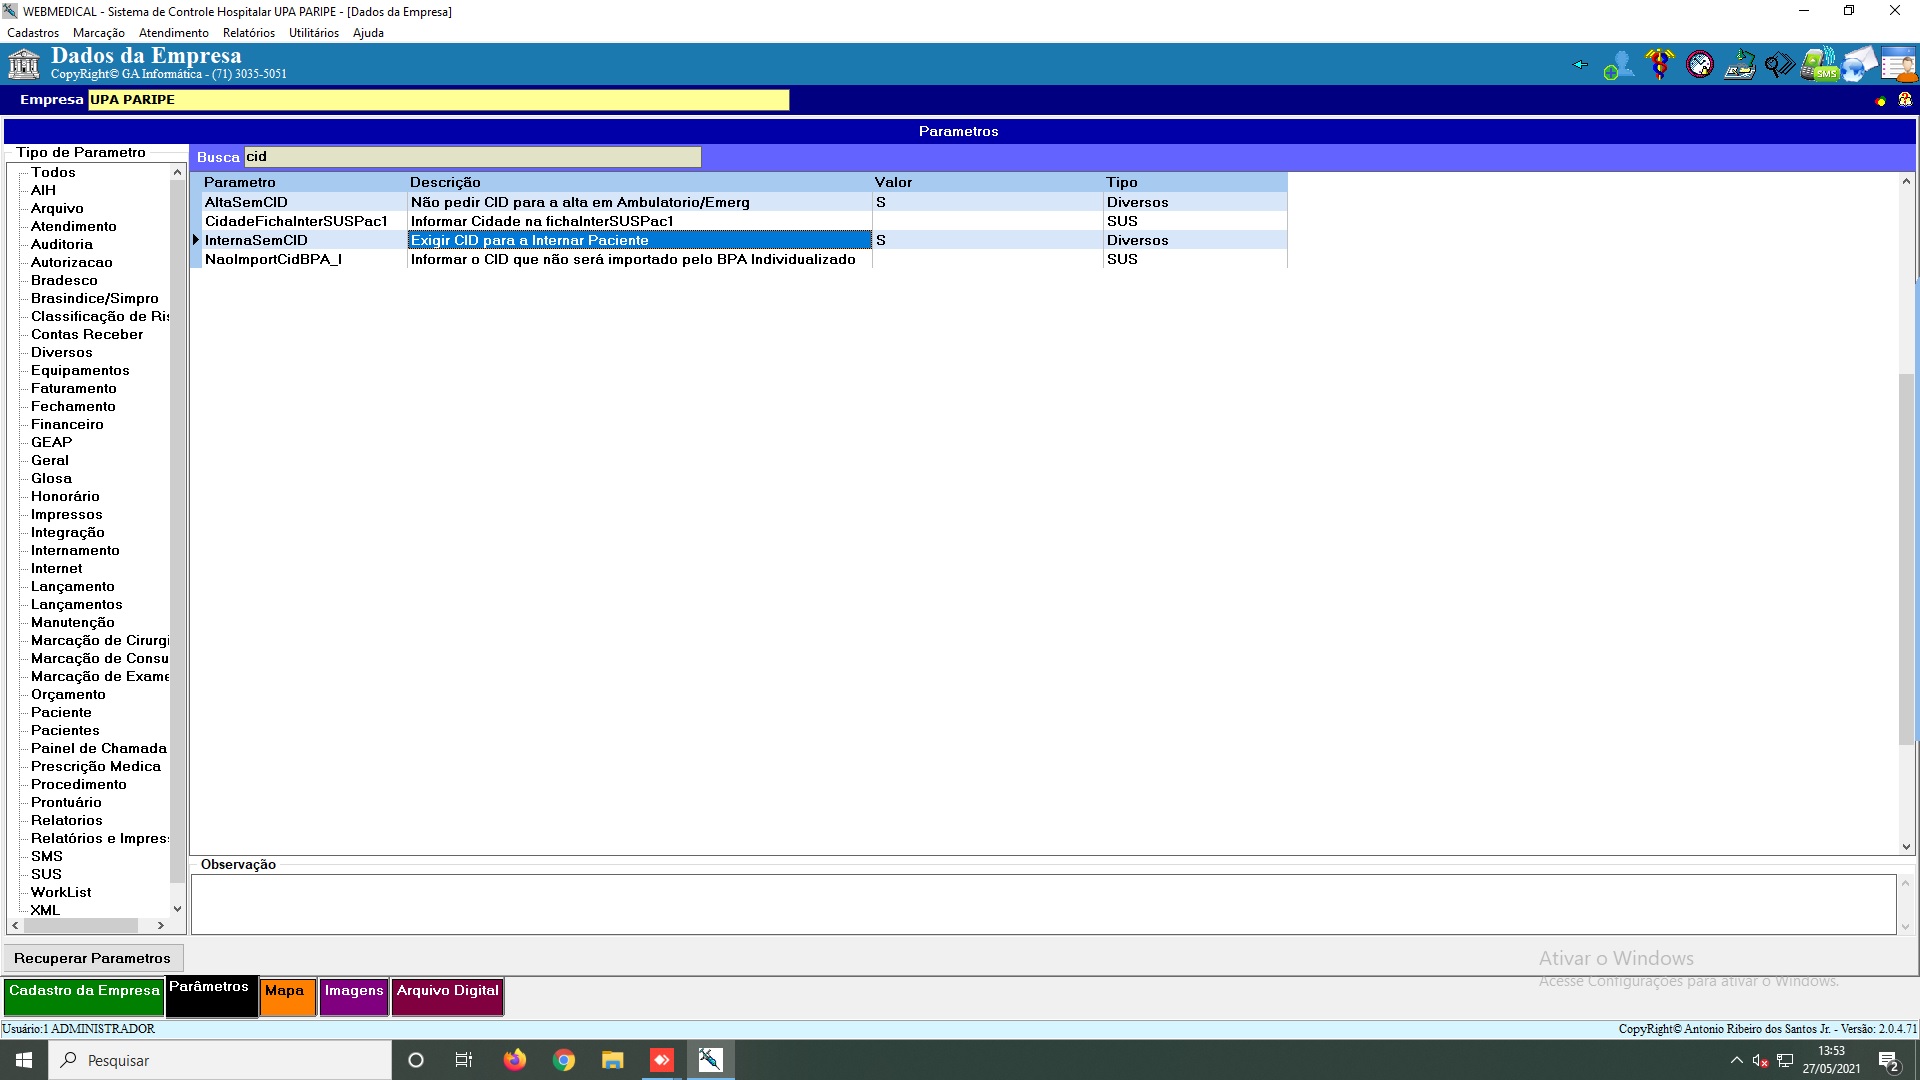 WEBMEDICAL - Sistema de Controle Hospitalar UPA PARIPE - [Dados da Empresa]
Cadastros Marcação Atendimento Relatórios Utilitários Ajuda
Dados da Empresa
CopyRight© GA Informática - (71) 3035-5051
SMS
Empresa UPA PARIPE
Parametros
Tipo de Parametro
Busca cid
Todos
AIH
Arquivo
Atendimento
Auditoria
Autorizacao
Bradesco
Brasindice/Simpro
Classificação de Ris
Contas Receber
Diversos
Equipamentos
Faturamento
Fechamento
Financeiro
GEAP
Geral
Glosa
Honorário
Impressos
Integração
Internamento
Internet
Lançamento
Lançamentos
Manutenção
Marcação de Cirurgi
Marcação de Consu
Marcação de Exame
Orçamento
Paciente
Pacientes
Painel de Chamada
Prescrição Medica
Procedimento
Prontuário
Relatorios
Relatórios e Impres
SMS
SUS
WorkList
XML
Parametro Descrição Valor Tipo
AltaSemCID Não pedir CID para a alta em Ambulatorio/Emerg S Diversos
CidadeFichaInterSUSPac1 Informar Cidade na fichaInterSUSPac1 SUS
InternaSemCID Exigir CID para a Internar Paciente S Diversos
NaoImportCidBPA_I Informar o CID que não será importado pelo BPA Individualizado SUS
Observação
Recuperar Parametros
Ativar o Windows
Acesse Configurações para ativar o Windows.
Cadastro da Empresa Parâmetros Mapa Imagens Arquivo Digital
Usuário:1 ADMINISTRADOR
CopyRight© Antonio Ribeiro dos Santos Jr. - Versão: 2.0.4.71
Pesquisar
13:53
27/05/2021
2